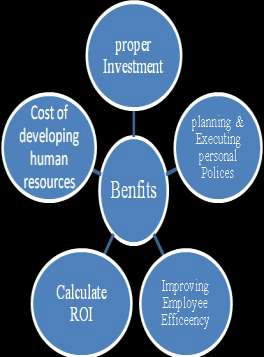 proper
Investment
Cost of
developing
human
resources
planning &
Executing
personal
Polices
Benfits
Calculate
ROI
Improving
Employee
Efficeency